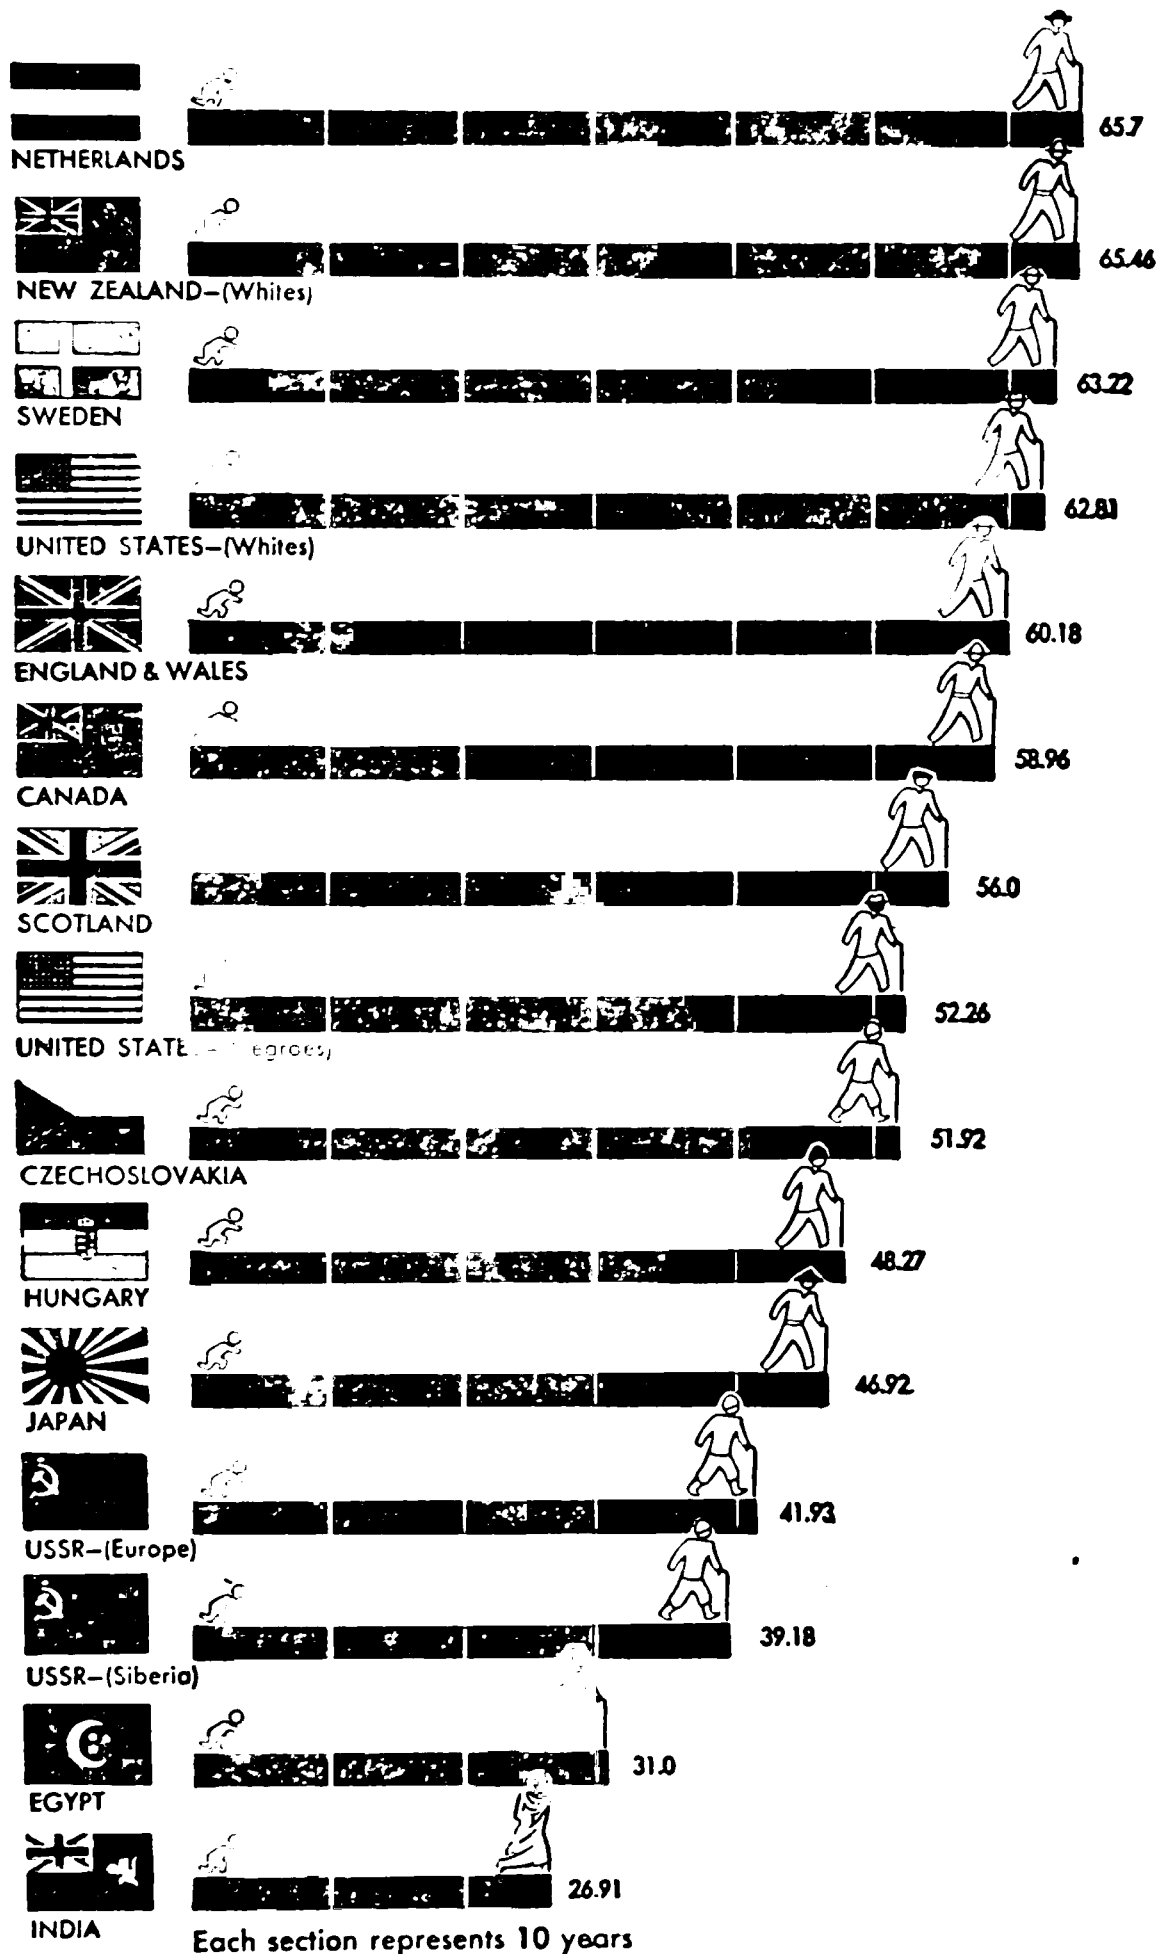 65.7
NETHERLANDS
65.46
NEW ZEALAND–(Whites)
63.22
SWEDEN
62.81
UNITED STATES–(Whites)
60.18
ENGLAND & WALES
58.96
CANADA
56.0
SCOTLAND
52.26
UNITED STATE egroes)
51.92
CZECHOSLOVAKIA
48.27
HUNGARY
46.92
JAPAN
41.93
USSR–(Europe)
39.18
USSR–(Siberia)
31.0
EGYPT
26.91
INDIA
Each section represents 10 years